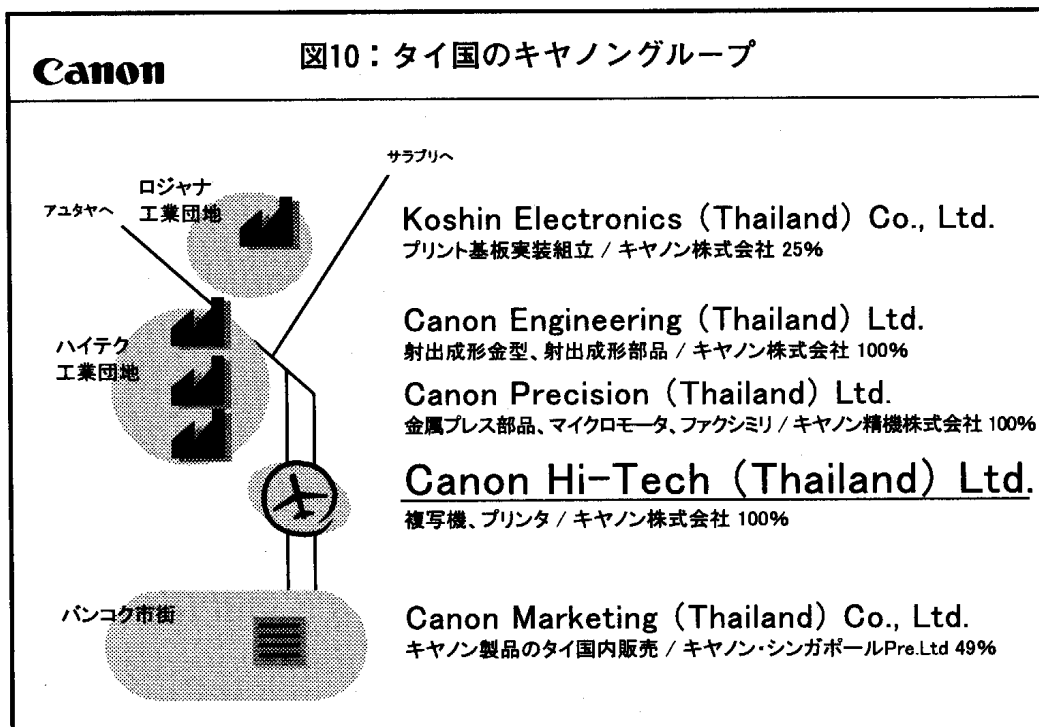 Canon
図10：タイ国のキヤノングループ
サラブリへ
ロジャナ
工業団地
アユタヤへ
Koshin Electronics (Thailand) Co., Ltd.
プリント基板実装組立 / キヤノン株式会社 25%
ハイテク
工業団地
Canon Engineering (Thailand) Ltd.
射出成形金型、射出成形部品 / キヤノン株式会社 100%
Canon Precision (Thailand) Ltd.
金属プレス部品、マイクロモータ、ファクシミリ / キヤノン精機株式会社 100%
Canon Hi-Tech (Thailand) Ltd.
複写機、プリンタ / キヤノン株式会社 100%
バンコク市街
Canon Marketing (Thailand) Co., Ltd.
キヤノン製品のタイ国内販売 / キヤノン・シンガポールPre.Ltd 49%